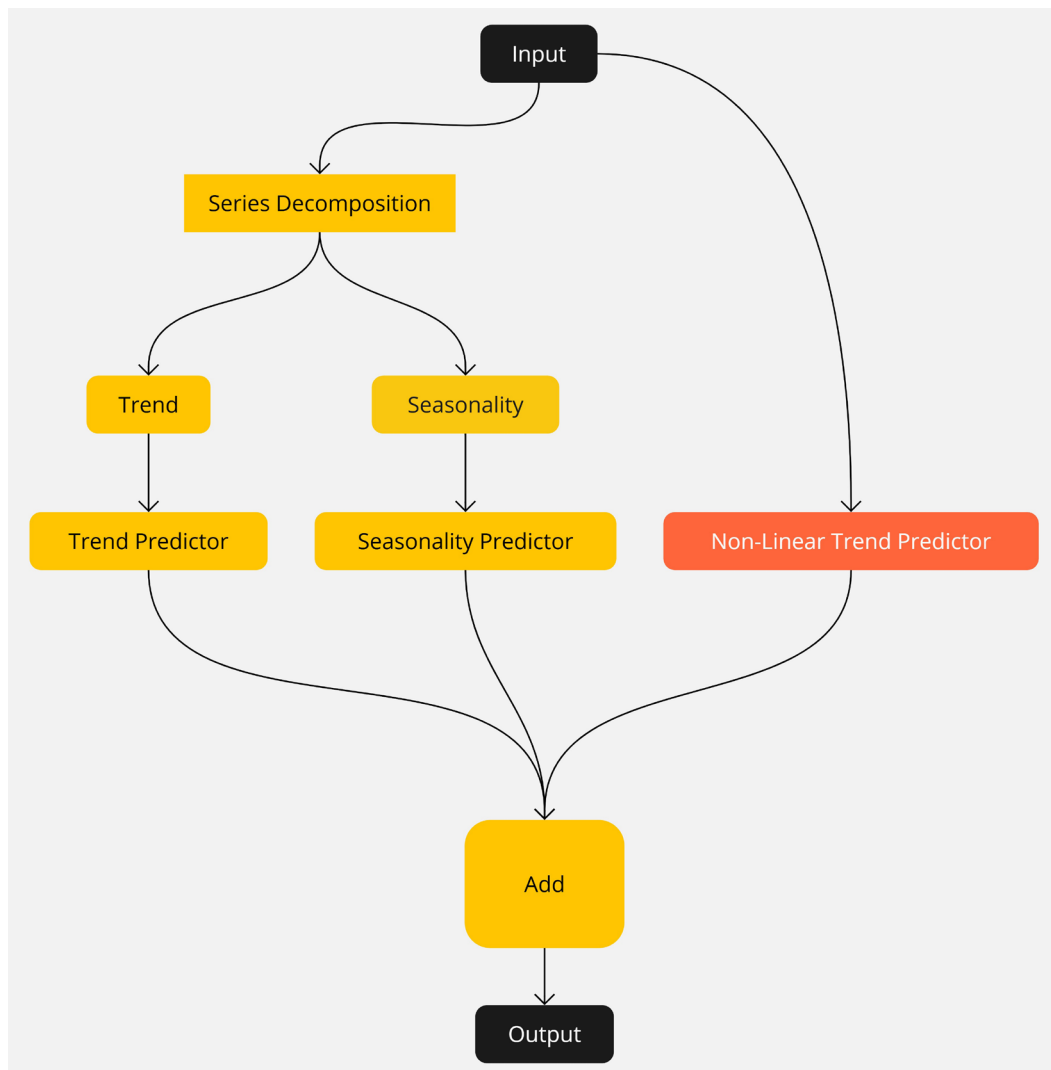 Input
Series Decomposition
Trend
Seasonality
Trend Predictor
Seasonality Predictor
Non-Linear Trend Predictor
Add
Output